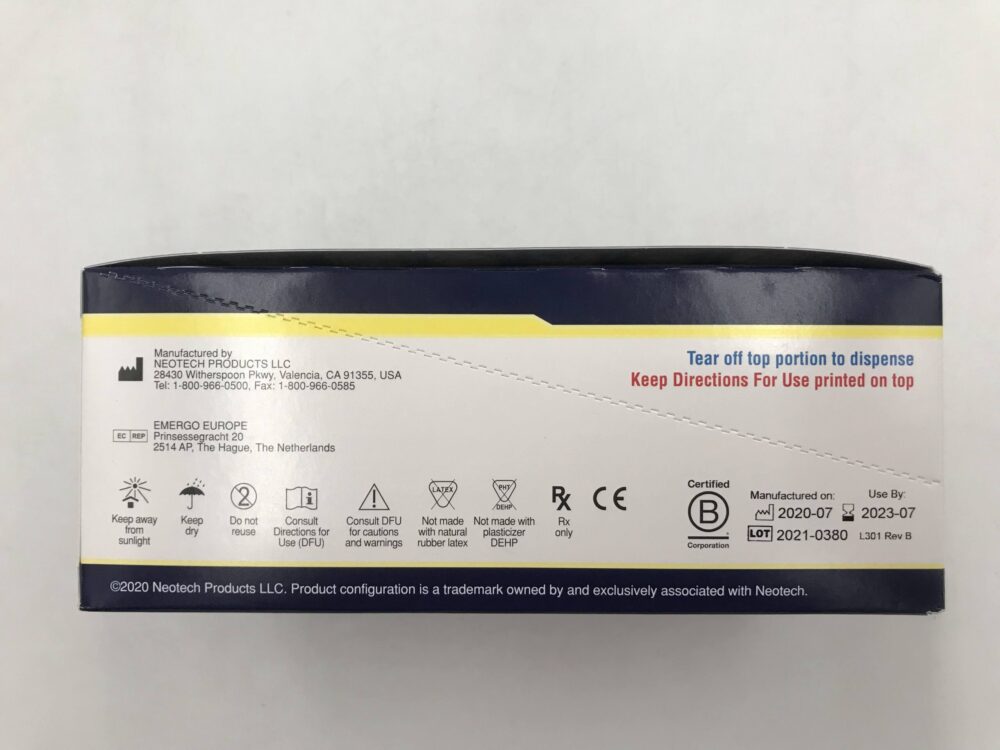 Manufactured by
NEOTECH PRODUCTS LLC
28430 Witherspoon Pkwy, Valencia, CA 91355, USA
Tel: 1-800-966-0500, Fax: 1-800-966-0585
Tear off top portion to dispense
Keep Directions For Use printed on top
EC REP
EMERGO EUROPE
Prinsessegracht 20
2514 AP, The Hague, The Netherlands
Keep away
from
sunlight
Keep
dry
2
Do not
reuse
i
Consult
Directions for
Use (DFU)
!
Consult DFU
for cautions
and warnings
LATEX
Not made
with natural
rubber latex
PHT
DEHP
Not made with
plasticizer
DEHP
Rx
Rx
only
CE
Certified
B
Corporation
Manufactured on:
2020-07
Use By:
2023-07
LOT 2021-0380
L301 Rev B
©2020 Neotech Products LLC. Product configuration is a trademark owned by and exclusively associated with Neotech.